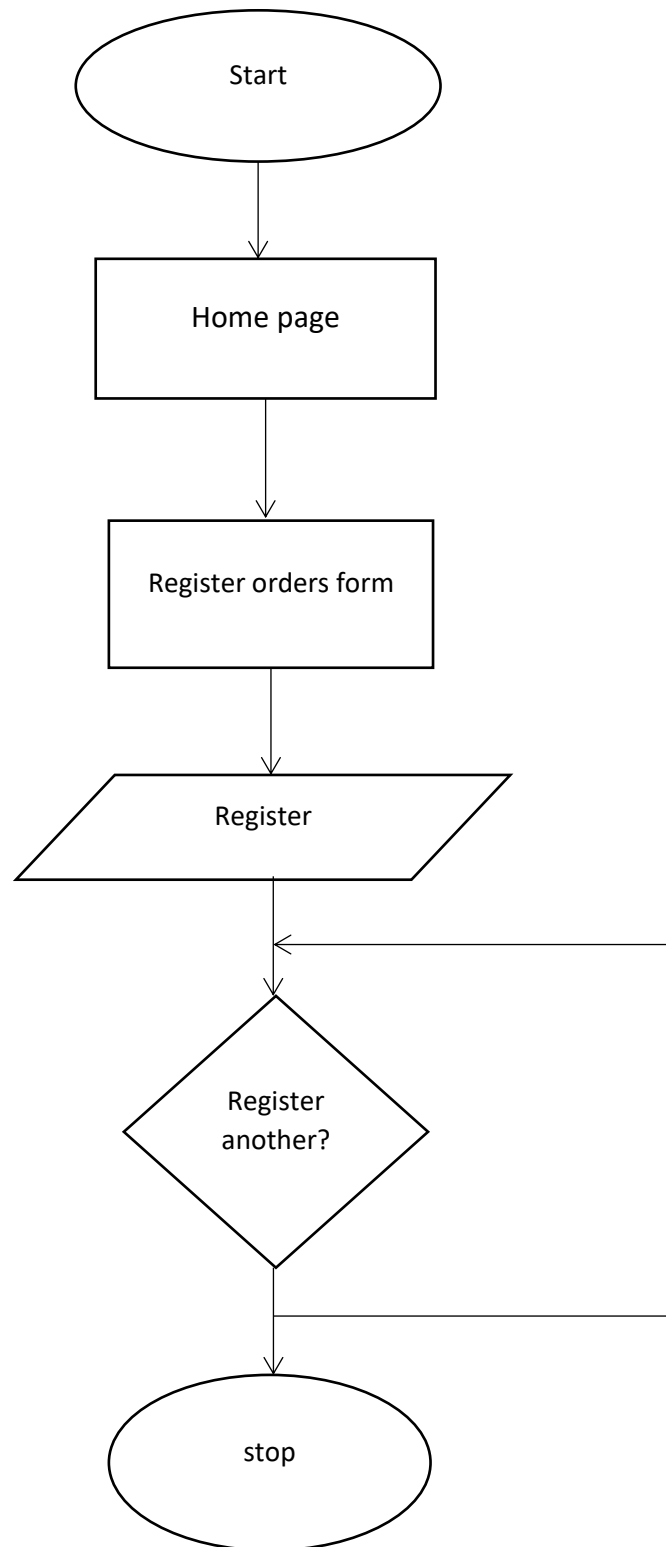 Start
Home page
Register orders form
Register
Register
another?
stop